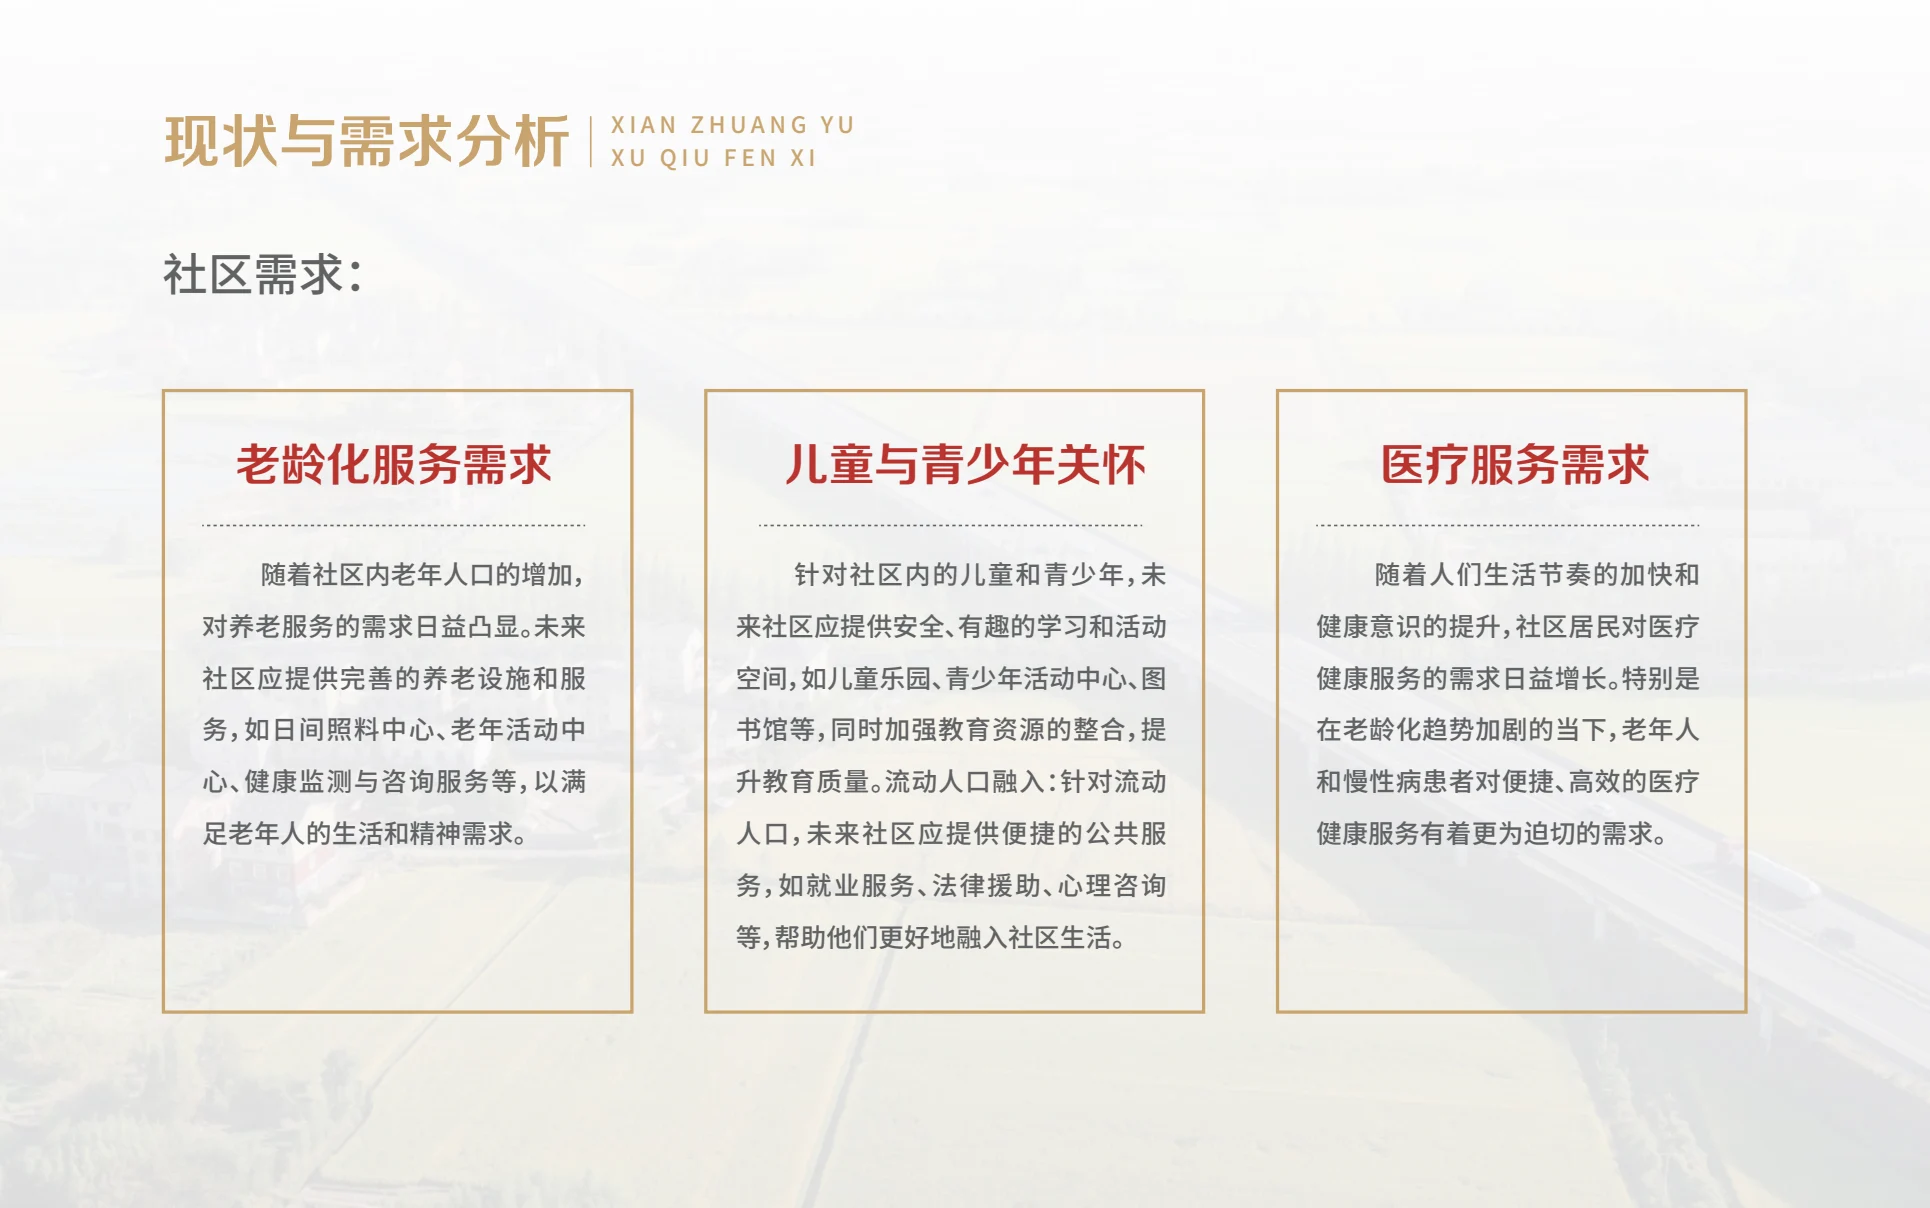 现状与需求分析
XIAN ZHUANG YU
XU QIU FEN XI
社区需求：
老龄化服务需求
随着社区内老年人口的增加，
对养老服务的需求日益凸显。未来
社区应提供完善的养老设施和服
务，如日间照料中心、老年活动中
心、健康监测与咨询服务等，以满
足老年人的生活和精神需求。
儿童与青少年关怀
针对社区内的儿童和青少年，未
来社区应提供安全、有趣的学习和活动
空间，如儿童乐园、青少年活动中心、图
书馆等，同时加强教育资源的整合，提
升教育质量。流动人口融入：针对流动
人口，未来社区应提供便捷的公共服
务，如就业服务、法律援助、心理咨询
等，帮助他们更好地融入社区生活。
医疗服务需求
随着人们生活节奏的加快和
健康意识的提升，社区居民对医疗
健康服务的需求日益增长。特别是
在老龄化趋势加剧的当下，老年人
和慢性病患者对便捷、高效的医疗
健康服务有着更为迫切的需求。